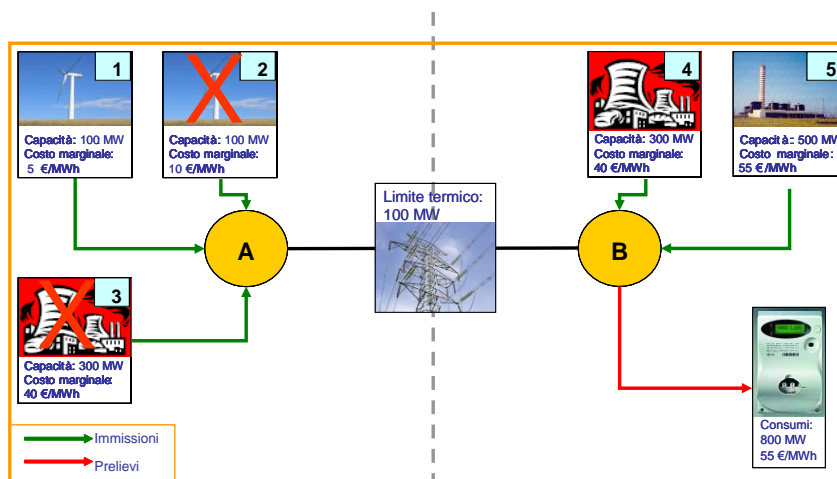 1
Capacità: 100 MW
Costo marginale:
5 €/MWh
2
Capacità: 100 MW
Costo marginale:
10 €/MWh
4
Capacità: 300 MW
Costo marginale:
40 €/MWh
5
Capacità:: 500 MW
Costo marginale :
55 €/MWh
Limite termico:
100 MW
A
B
3
Capacità: 300 MW
Costo marginale:
40 €/MWh
Consumi:
800 MW
55 €/MWh
Immissioni
Prelievi